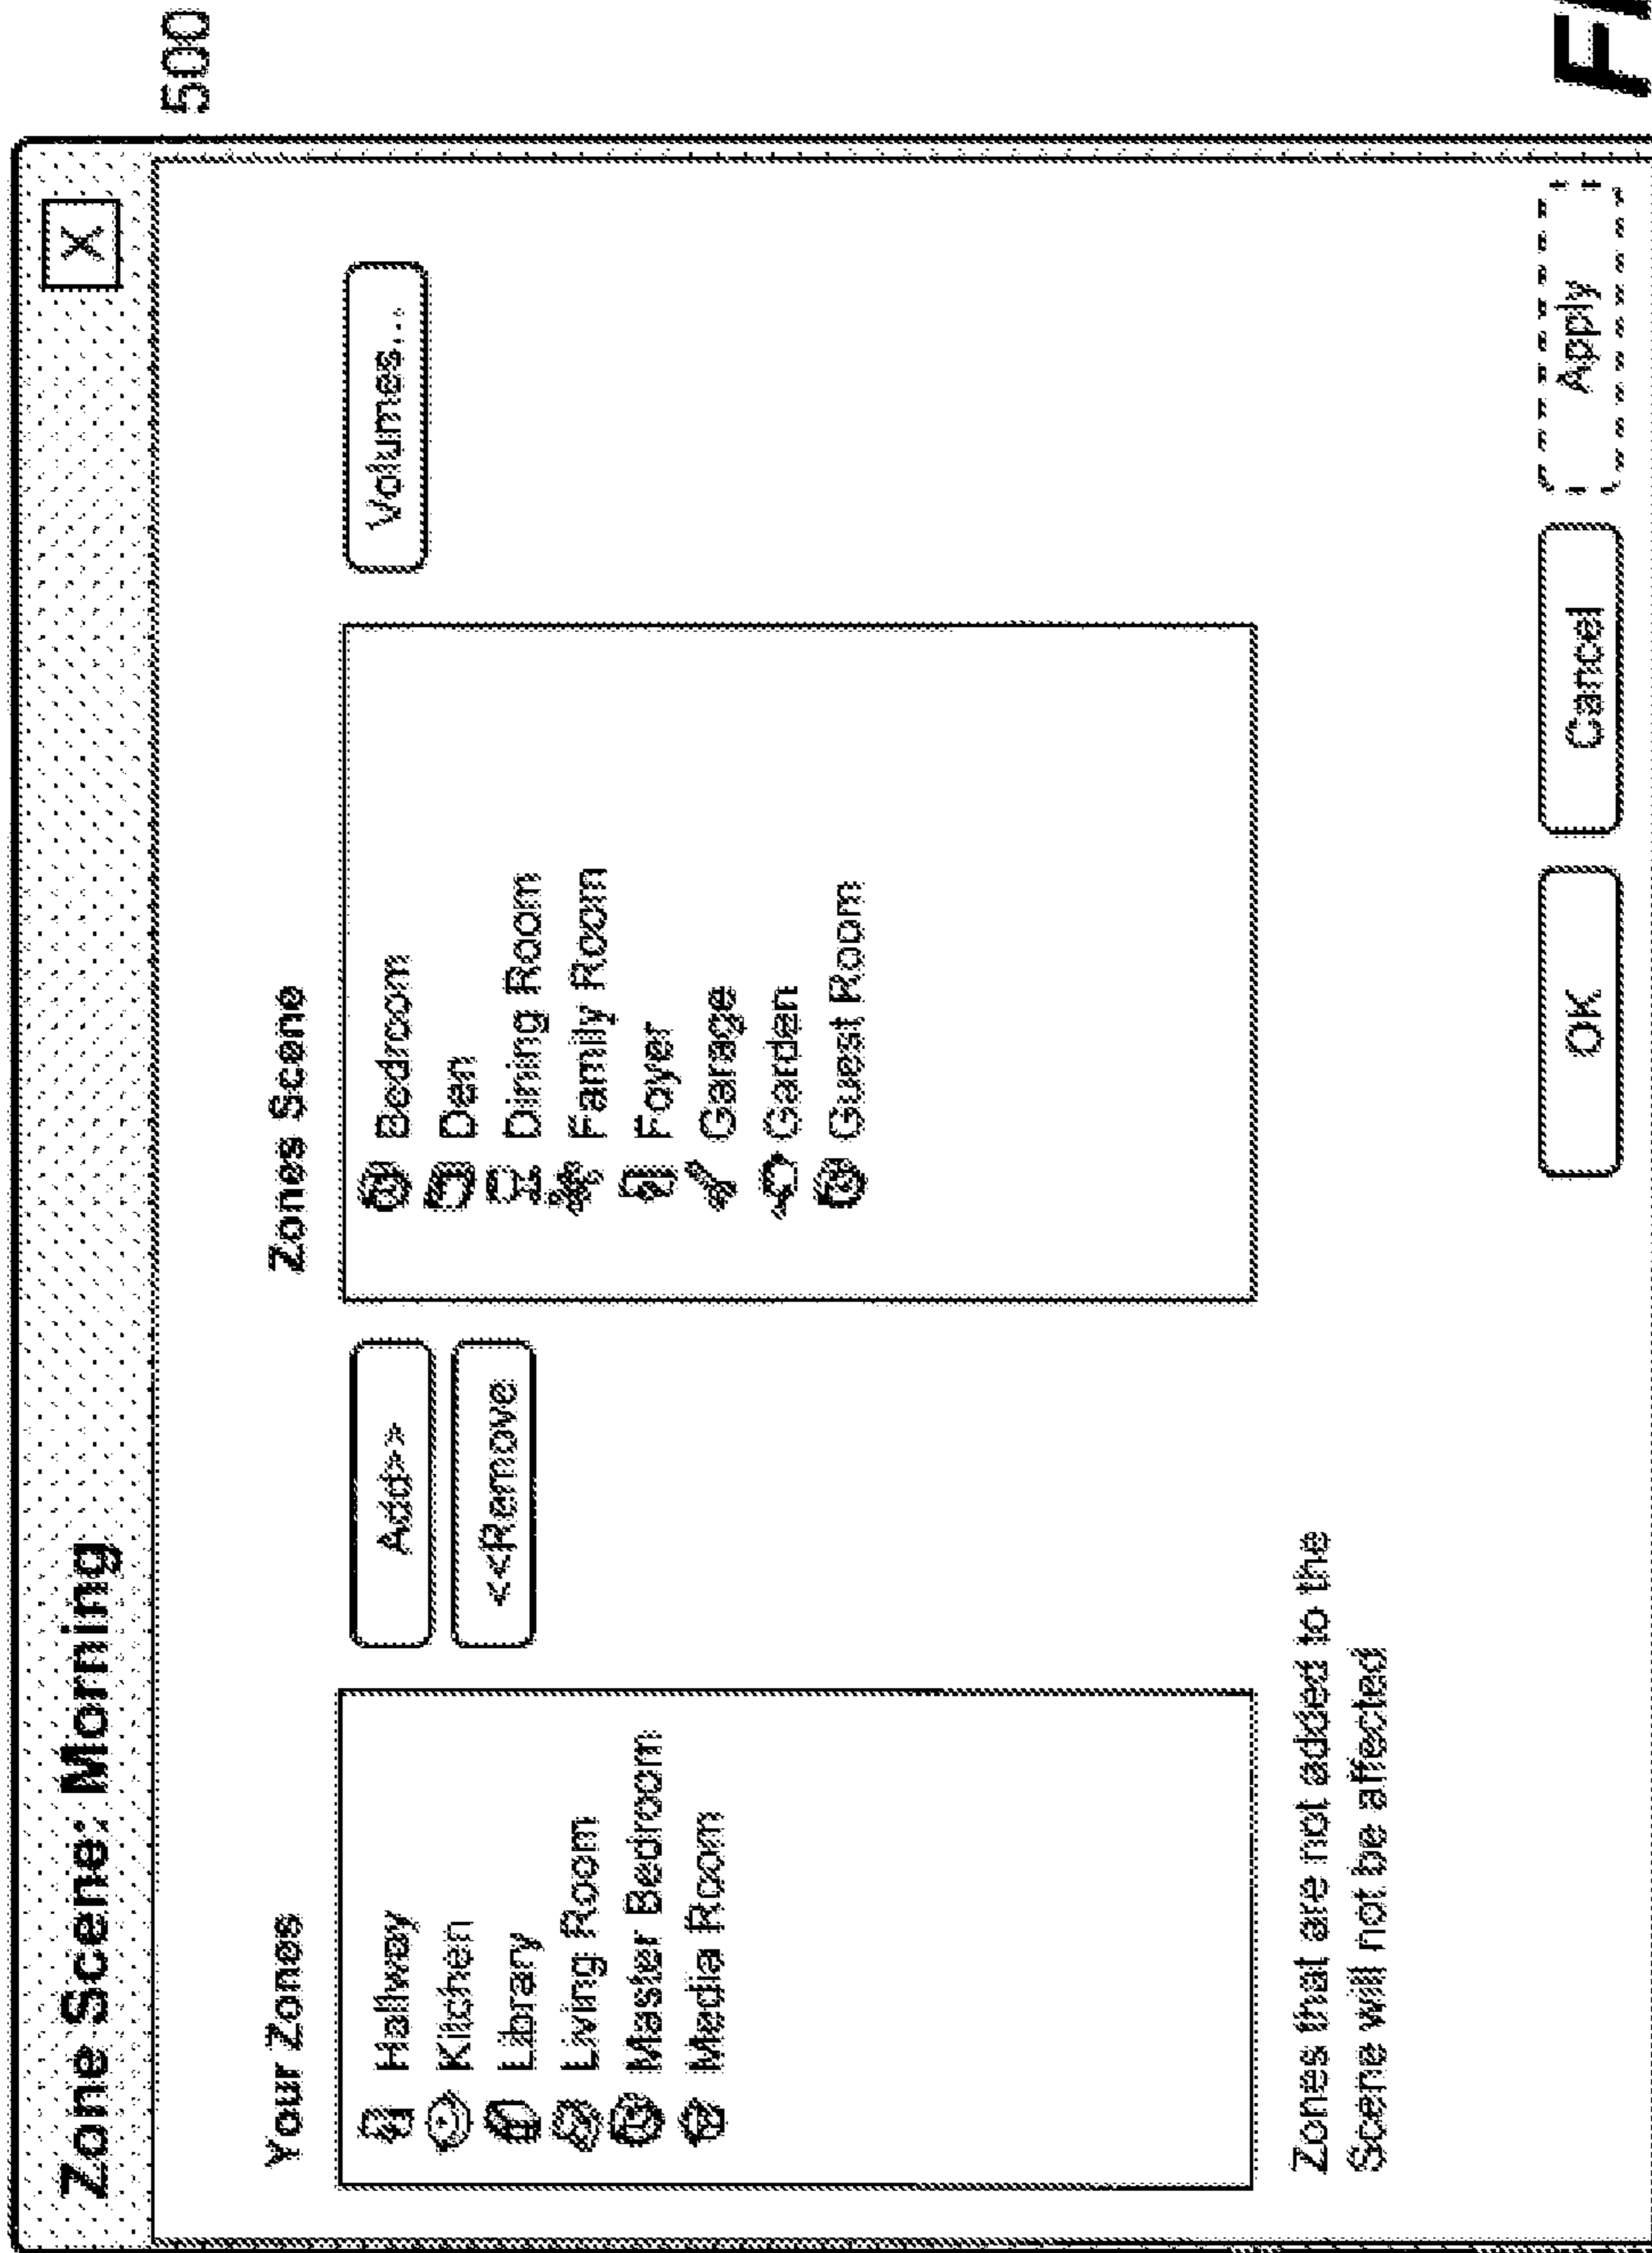 500
Zone Scene: Morning
X
Your Zones
Hallway
Kitchen
Library
Living Room
Master Bedroom
Media Room
Add>>
<<Remove
Zones Scene
Bedroom
Den
Dining Room
Family Room
Foyer
Garage
Garden
Guest Room
Volumes...
Zones that are not added to the
Scene will not be affected
OK
Cancel
Apply